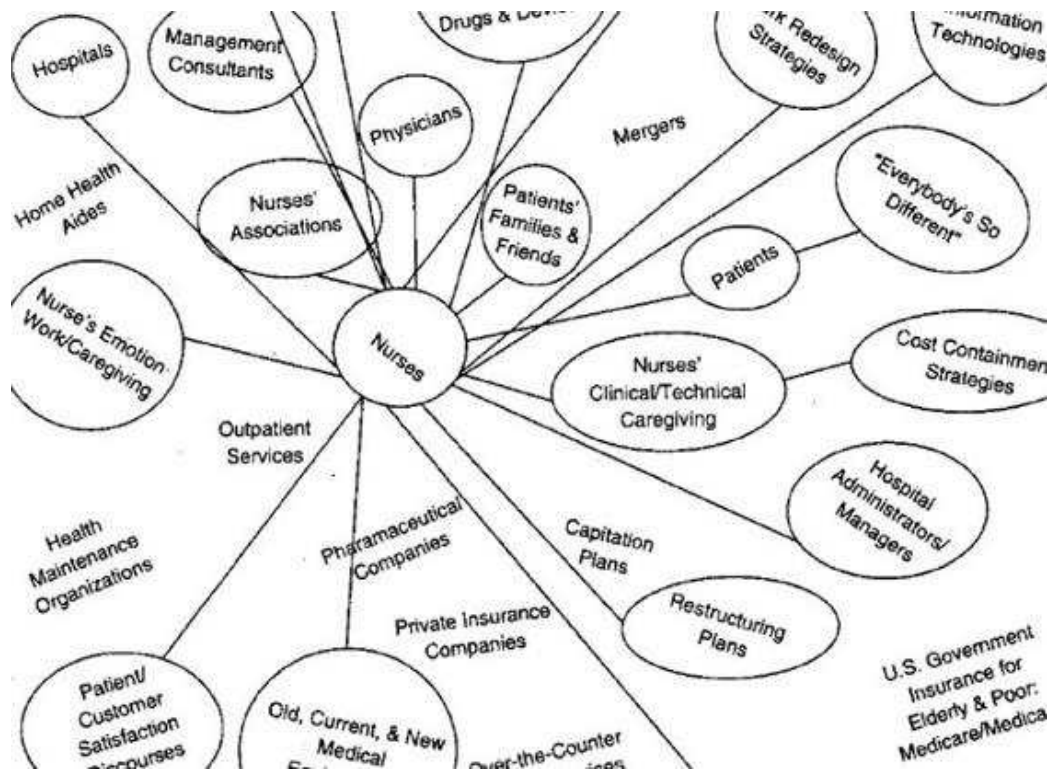 Hospitals
Management
Consultants
Drugs &
Redesign
Strategies
Information
Technologies
Physicians
Mergers
Home Health
Aides
Nurses'
Associations
Patients'
Families &
Friends
"Everybody's So
Different"
Patients
Nurse's Emotion
Work/Caregiving
Nurses
Nurses'
Clinical/Technical
Caregiving
Cost Containmen
Strategies
Outpatient
Services
Hospital
Administrators/
Managers
Health
Maintenance
Organizations
Pharamaceutical
Companies
Capitation
Plans
Private Insurance
Companies
Restructuring
Plans
U.S. Government
Insurance for
Elderly & Poor:
Medicare/Medica
Patient/
Customer
Satisfaction
Discourses
Old, Current, & New
Medical
Over-the-Counter